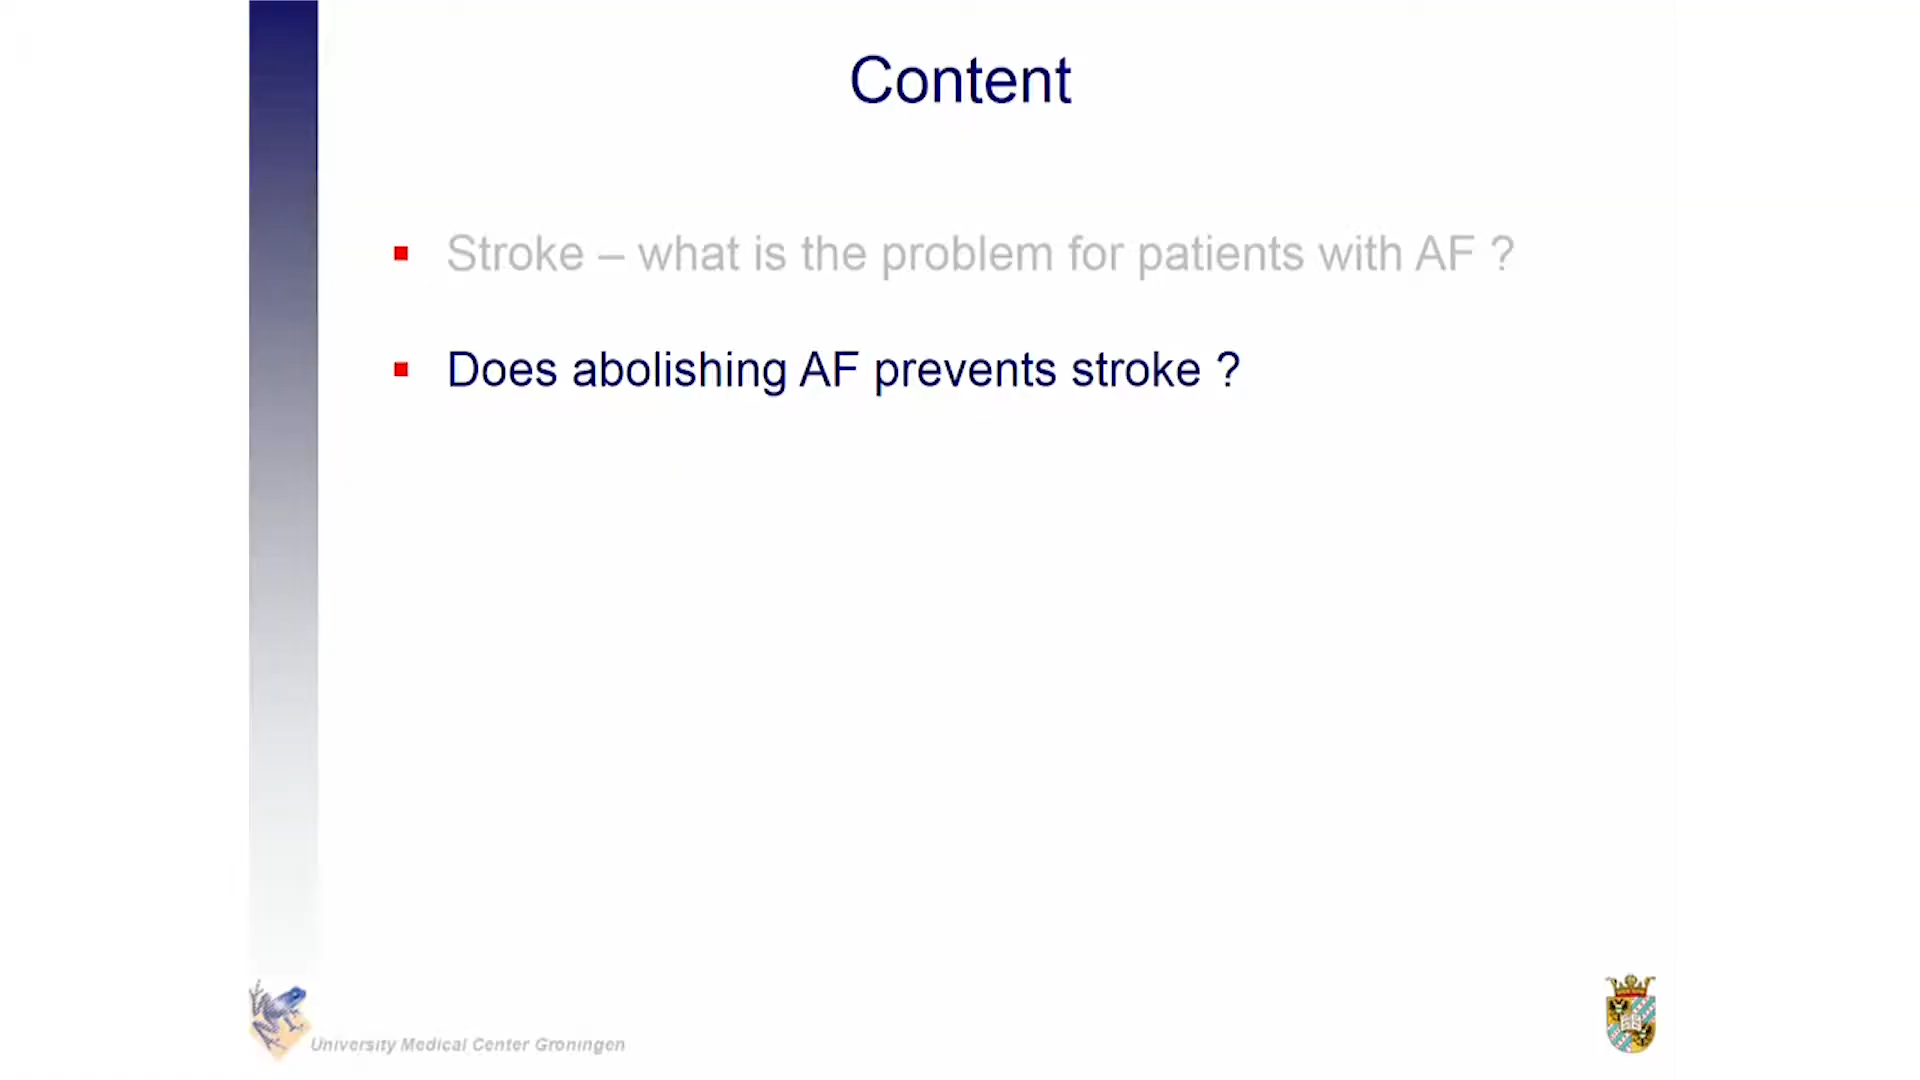 Content
Stroke – what is the problem for patients with AF ?
Does abolishing AF prevents stroke ?
University Medical Center Groningen